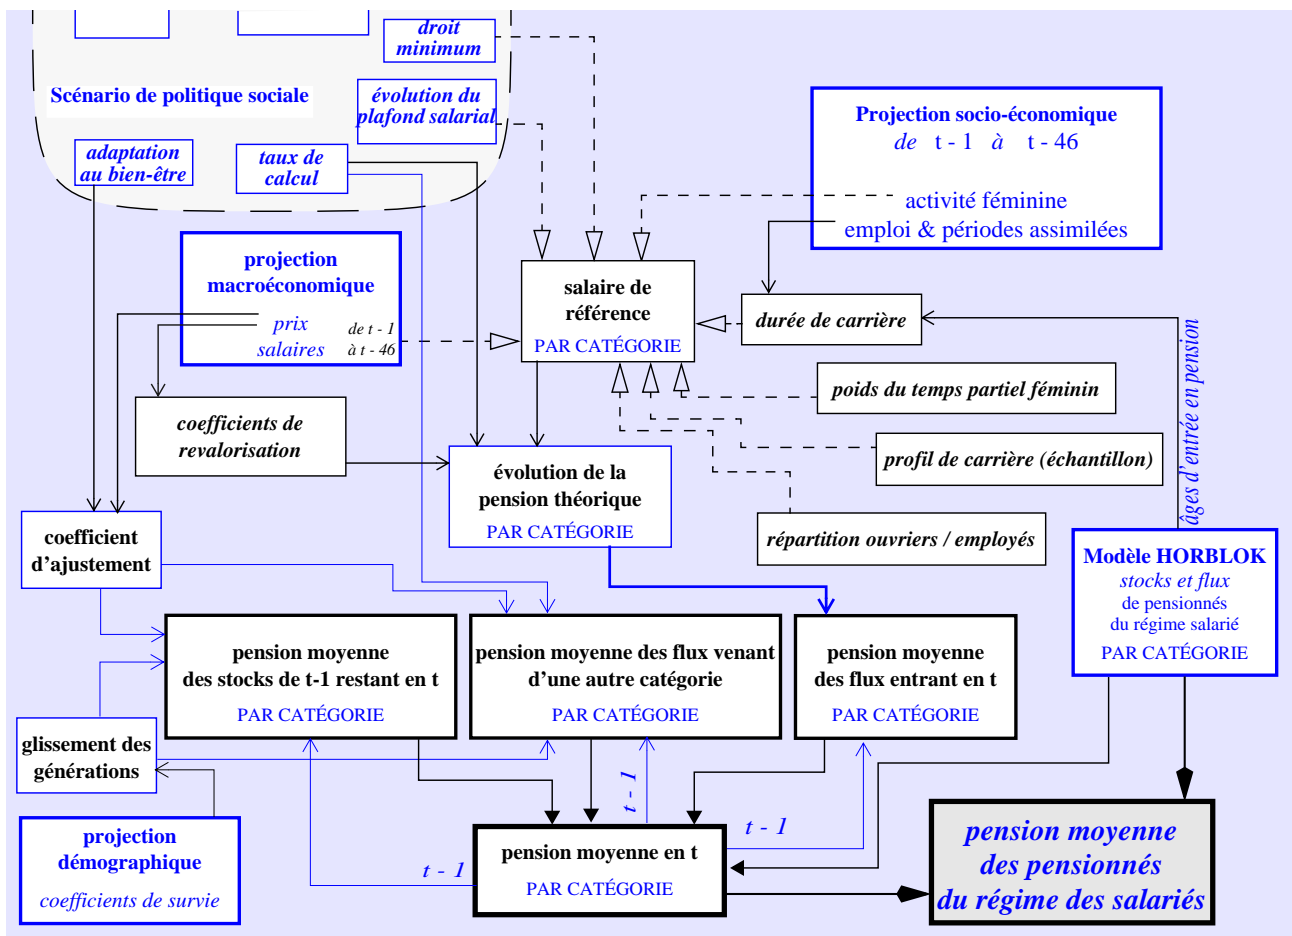 droit
minimum
Scénario de politique sociale
évolution du
plafond salarial
adaptation
au bien-être
taux de
calcul
Projection socio-économique
de t - 1 à t - 46
activité féminine
emploi & périodes assimilées
projection
macroéconomique
prix
salaires
de t - 1
à t - 46
salaire de
référence
PAR CATÉGORIE
durée de carrière
poids du temps partiel féminin
profil de carrière (échantillon)
répartition ouvriers / employés
âges d'entrée en pension
coefficients de
revalorisation
évolution de la
pension théorique
PAR CATÉGORIE
coefficient
d'ajustement
Modèle HORBLOK
stocks et flux
de pensionnés
du régime salarié
PAR CATÉGORIE
pension moyenne
des stocks de t-1 restant en t
PAR CATÉGORIE
pension moyenne des flux venant
d'une autre catégorie
PAR CATÉGORIE
pension moyenne
des flux entrant en t
PAR CATÉGORIE
glissement des
générations
projection
démographique
coefficients de survie
t - 1
t - 1
t - 1
pension moyenne en t
PAR CATÉGORIE
pension moyenne
des pensionnés
du régime des salariés